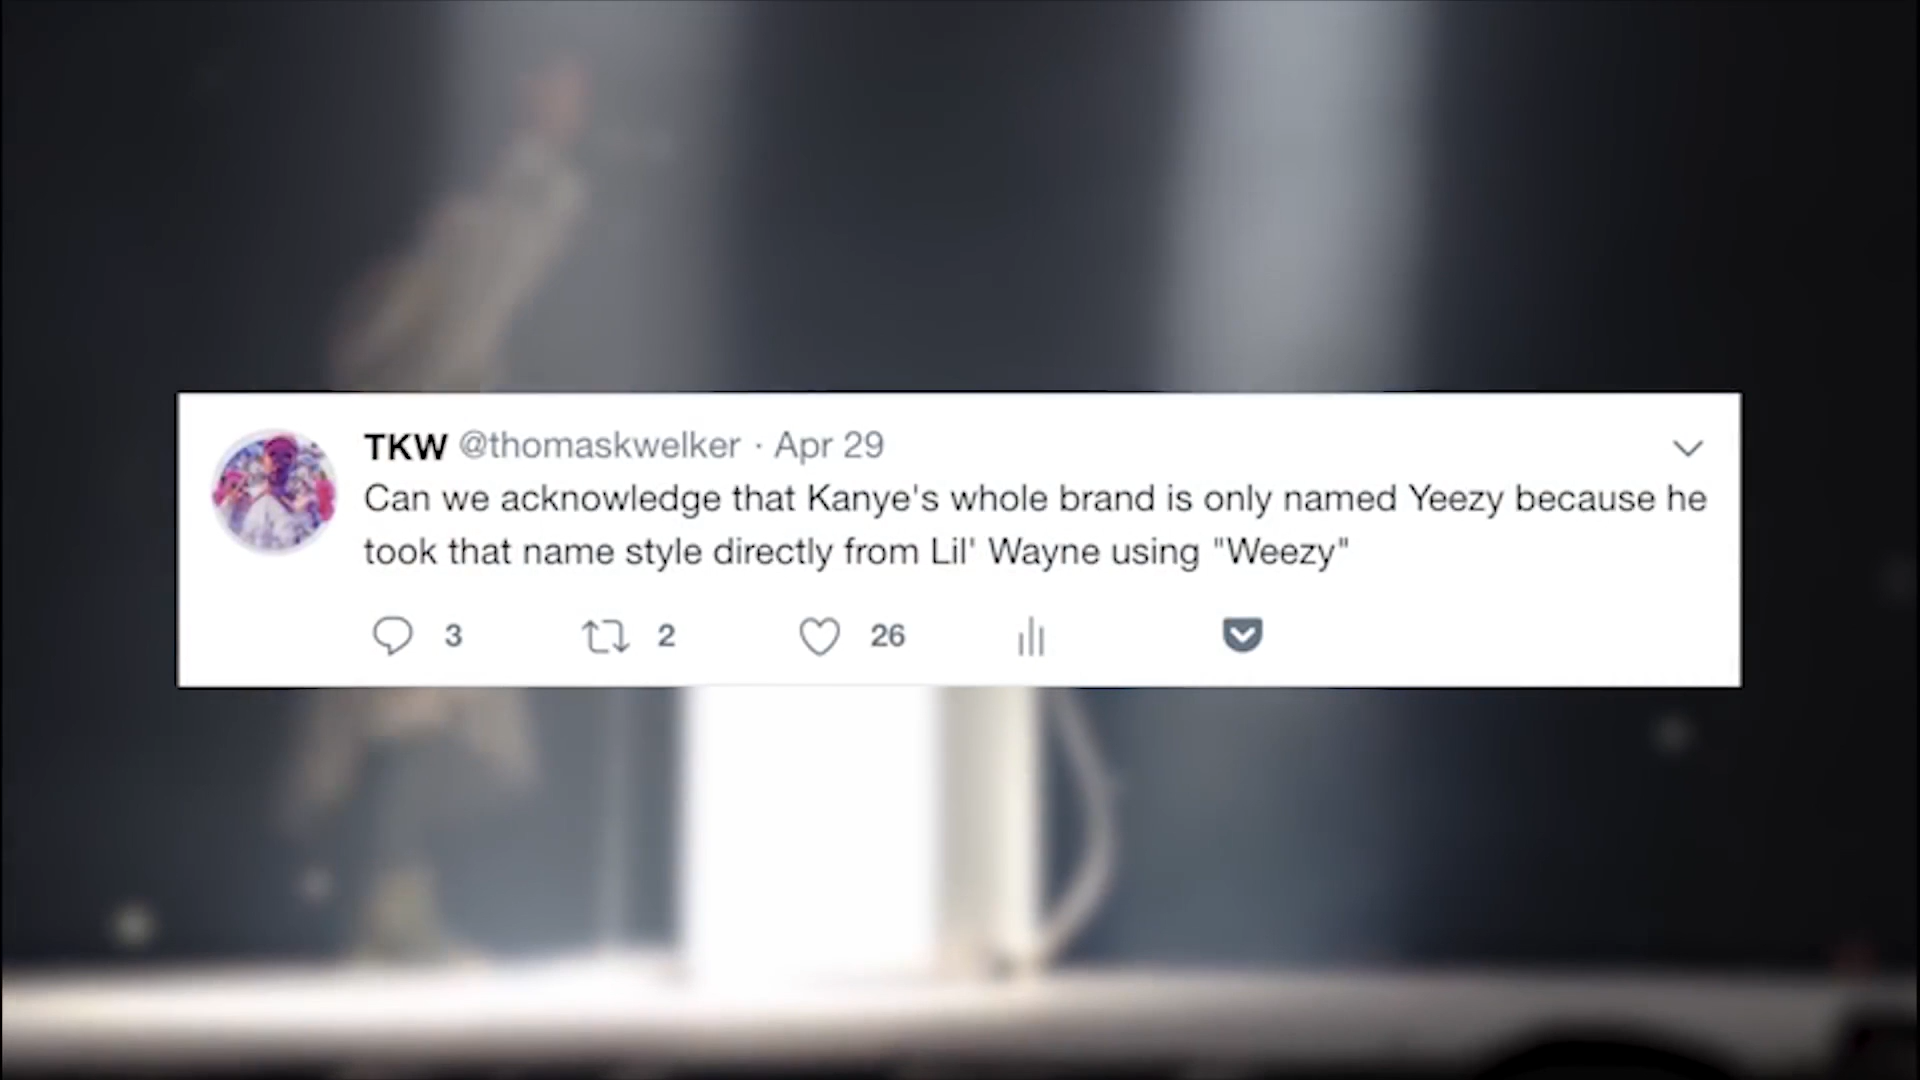 TKW @thomaskwelker · Apr 29
Can we acknowledge that Kanye's whole brand is only named Yeezy because he
took that name style directly from Lil' Wayne using "Weezy"
3 2 26